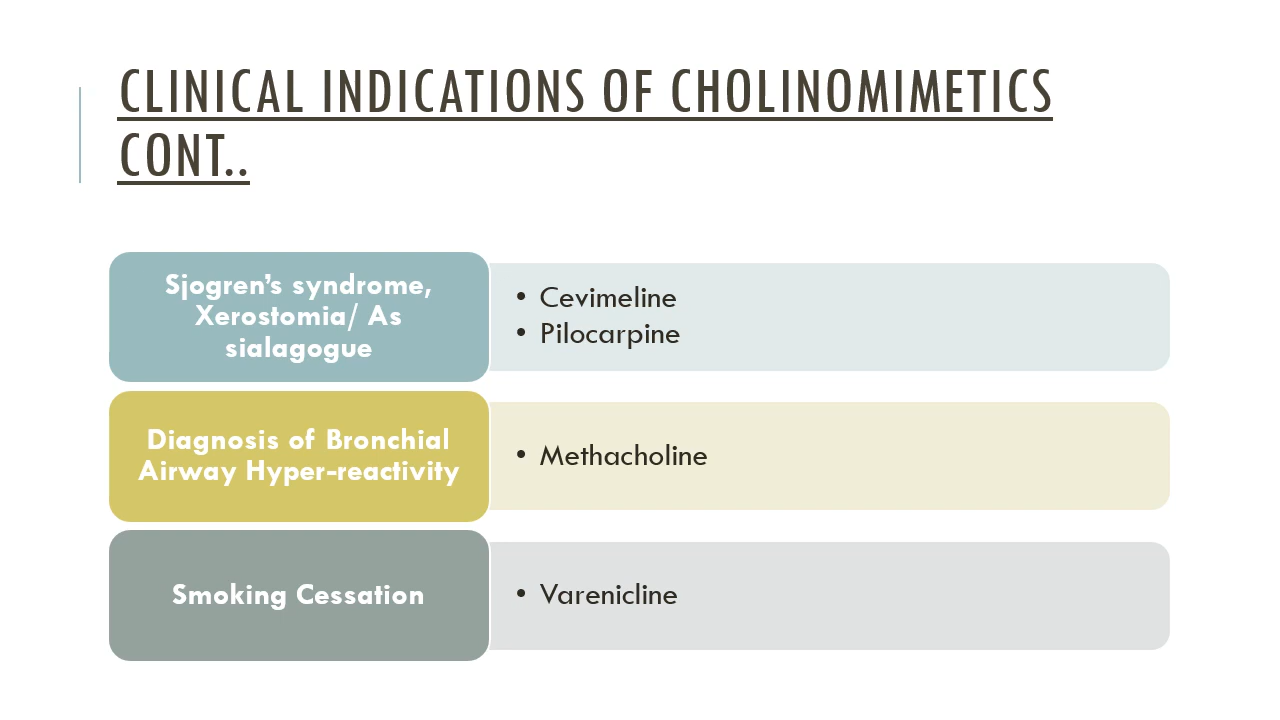 CLINICAL INDICATIONS OF CHOLINOMIMETICS
CONT..
Sjogren's syndrome,
Xerostomia/ As
sialagogue
• Cevimeline
• Pilocarpine
Diagnosis of Bronchial
Airway Hyper-reactivity
• Methacholine
Smoking Cessation
• Varenicline